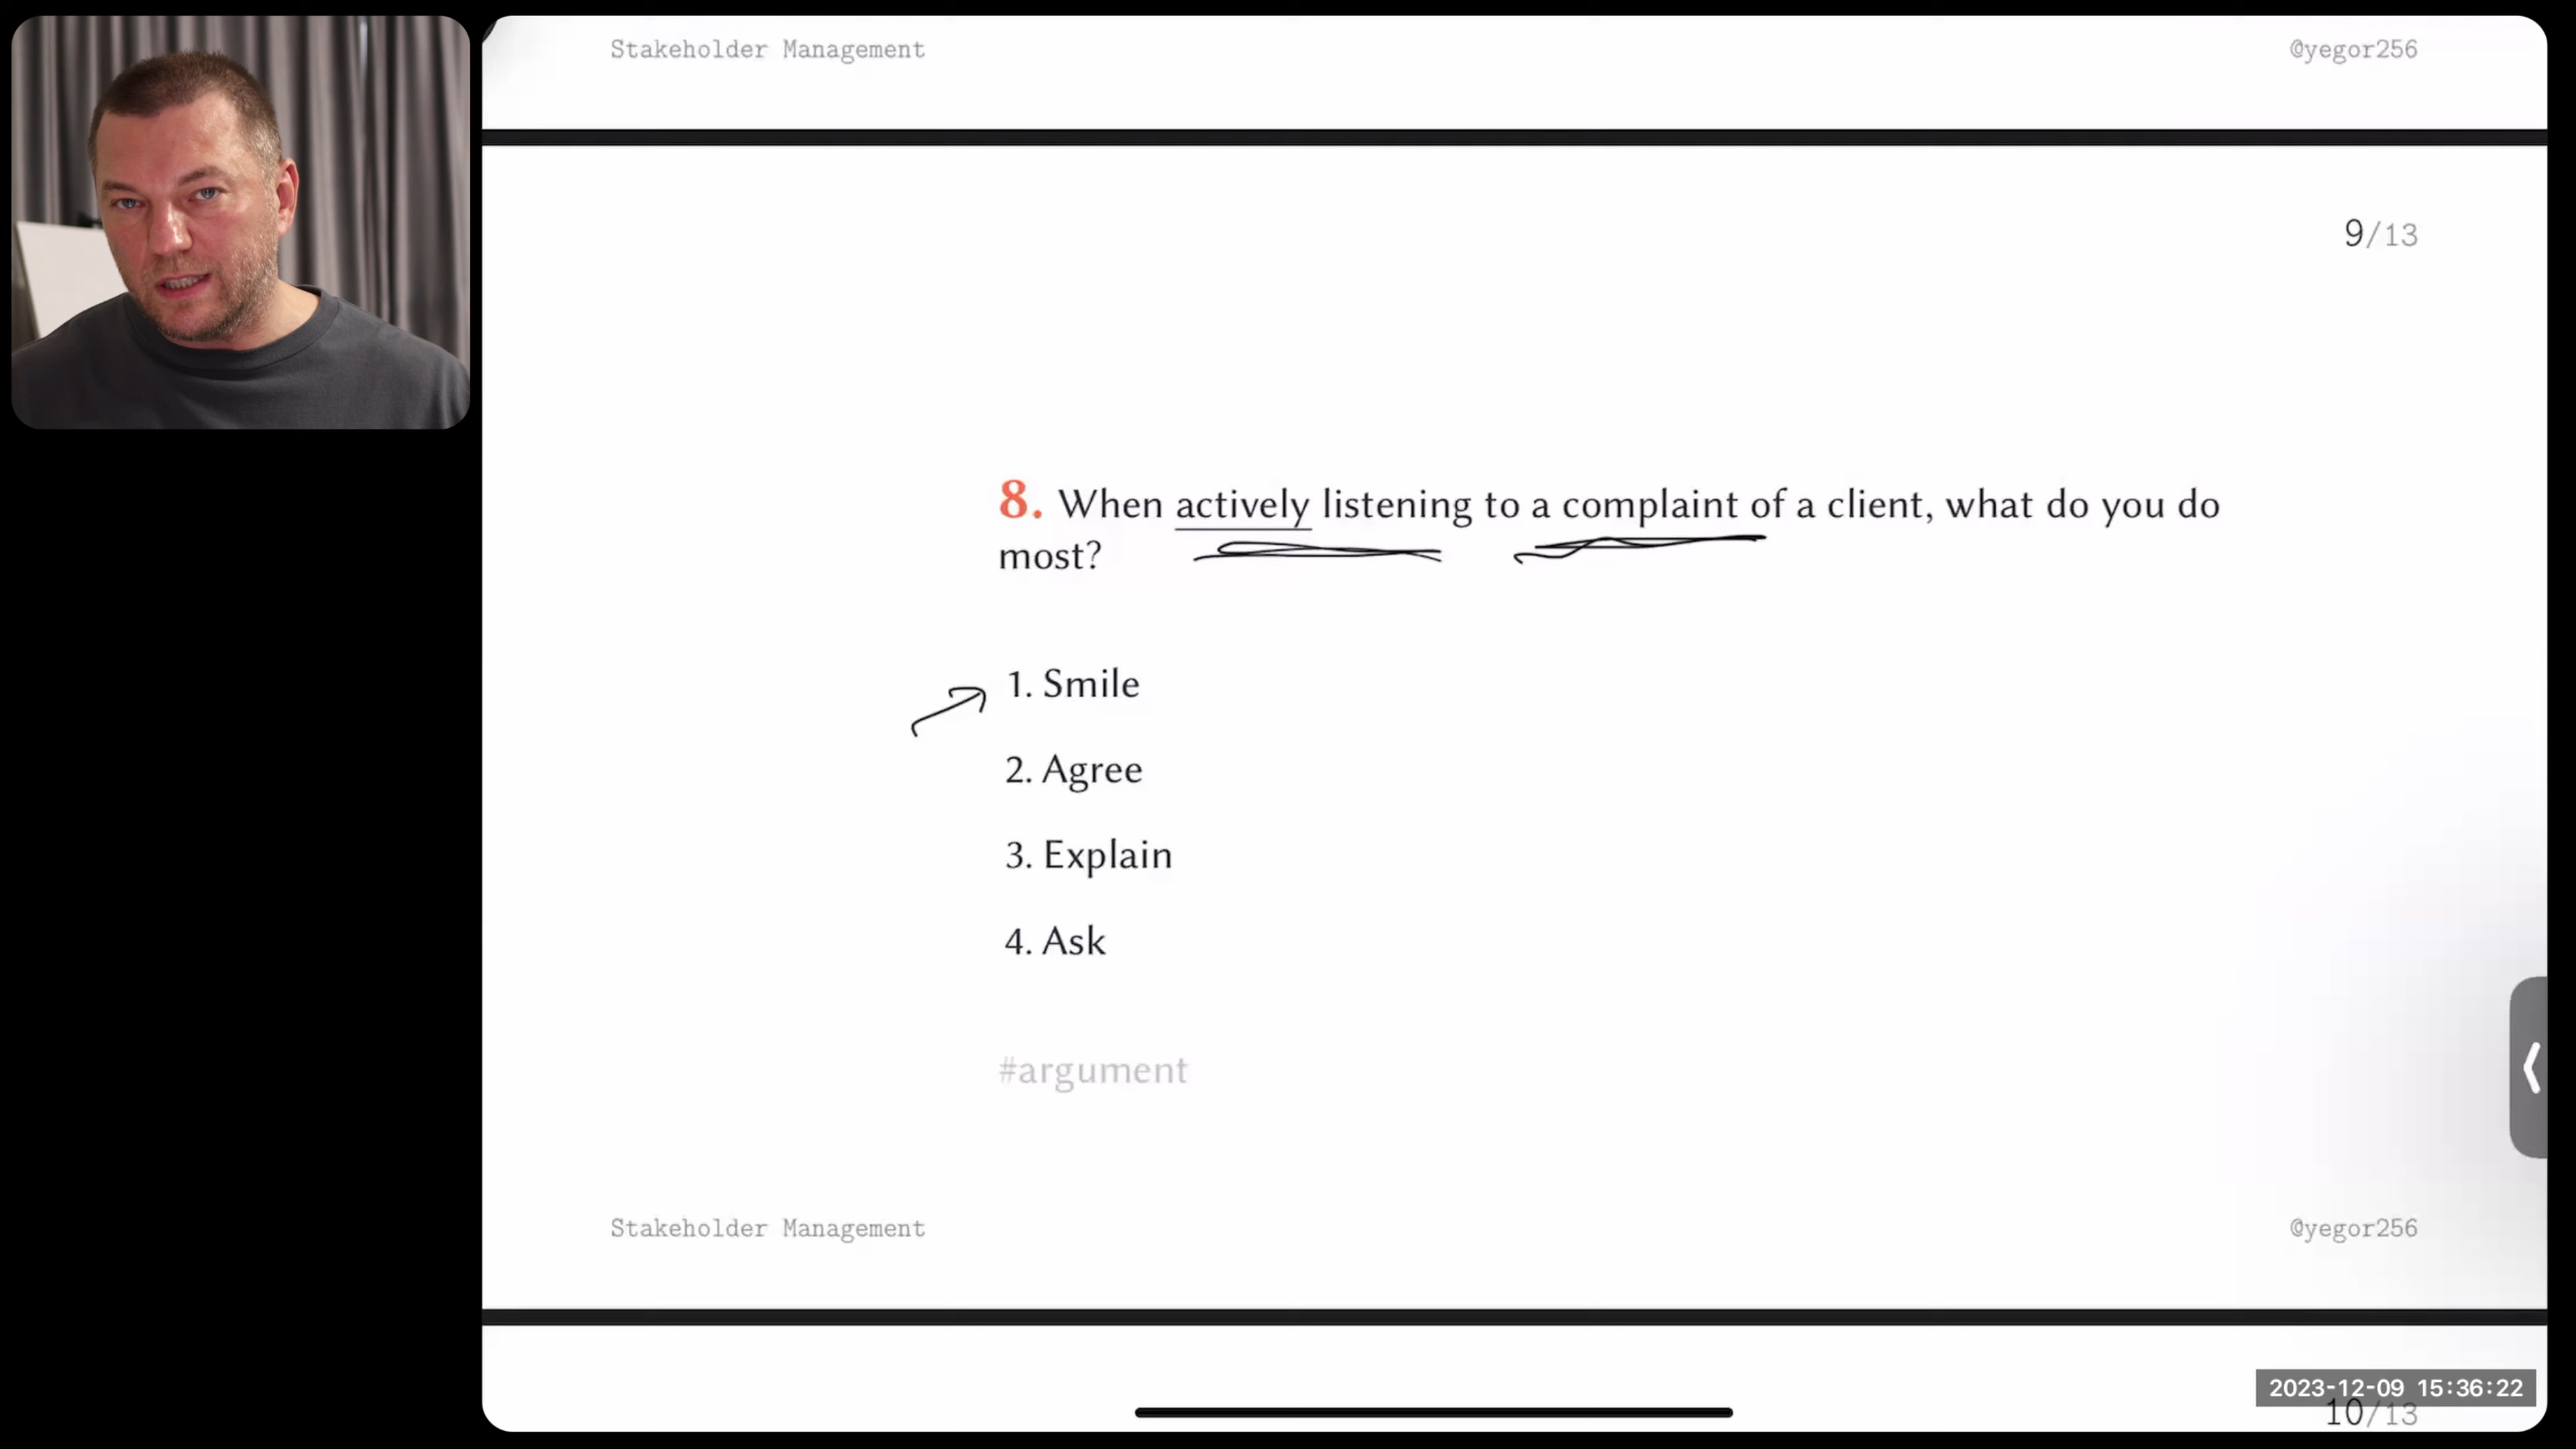 Stakeholder Management
@yegor256
9/13
8. When actively listening to a complaint of a client, what do you do
most?
1. Smile
2. Agree
3. Explain
4. Ask
#argument
Stakeholder Management
@yegor256
2023-12-09 15:36:22
10/13